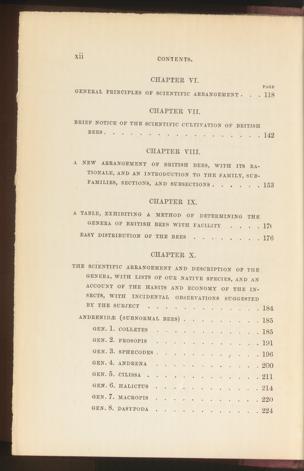 xii CONTENTS.
CHAPTER VI.
PAGE
GENERAL PRINCIPLES OF SCIENTIFIC ARRANGEMENT . . . 118
CHAPTER VII.
BRIEF NOTICE OF THE SCIENTIFIC CULTIVATION OF BRITISH
BEES . . . . . . . . . . . . . . . . . . 142
CHAPTER VIII.
A NEW ARRANGEMENT OF BRITISH BEES, WITH ITS RA-
TIONALE, AND AN INTRODUCTION TO THE FAMILY, SUB-
FAMILIES, SECTIONS, AND SUBSECTIONS . . . . . . 153
CHAPTER IX.
A TABLE, EXHIBITING A METHOD OF DETERMINING THE
GENERA OF BRITISH BEES WITH FACILITY . . . . 17
EASY DISTRIBUTION OF THE BEES . . . . . . . . 176
CHAPTER X.
THE SCIENTIFIC ARRANGEMENT AND DESCRIPTION OF THE
GENERA, WITH LISTS OF OUR NATIVE SPECIES, AND AN
ACCOUNT OF THE HABITS AND ECONOMY OF THE IN-
SECTS, WITH INCIDENTAL OBSERVATIONS SUGGESTED
BY THE SUBJECT . . . . . . . . . . . . . 184
ANDRENIDÆ (SUBNORMAL BEES) . . . . . . . . . 185
GEN. 1. COLLETES . . . . . . . . . . . . 185
GEN. 2. PROSOPIS . . . . . . . . . . . . 191
GEN. 3. SPHECODES . . . . . . . . . . . . 196
GEN. 4. ANDRENA . . . . . . . . . . . . 200
GEN. 5. CILISSA . . . . . . . . . . . . . 211
GEN. 6. HALICTUS . . . . . . . . . . . . 214
GEN. 7. MACROPIS . . . . . . . . . . . . 220
GEN. 8. DASYPODA . . . . . . . . . . . . 224